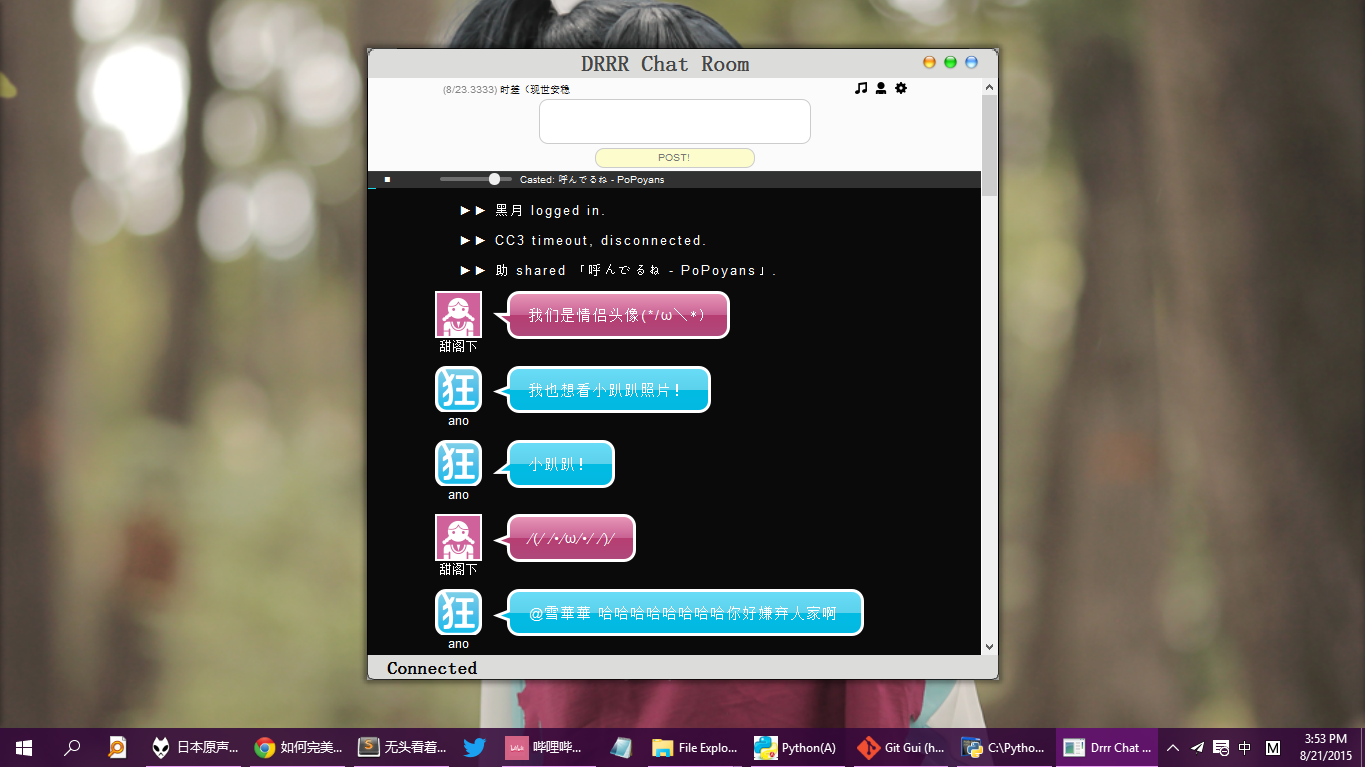 DRRR Chat Room
(8/23.3333) 时差《现世安稳
POST!
Casted: 呼んでるね - PoPoyans
►► 黑月 logged in.
►► CC3 timeout, disconnected.
►► 助 shared 「呼んでるね - PoPoyans」.
我们是情侣头像(*/ω＼*)
甜阁下
狂
我也想看小趴趴照片！
ano
狂
小趴趴！
ano
/(/ /•/ω/•/ /)/
甜阁下
狂
@雪華華 哈哈哈哈哈哈哈哈你好嫌弃人家啊
ano
Connected
日本原声... 如何完美... 无头看着... 哔哩哔... File Explo... Python(A) Git Gui (h... C:\Pytho... Drrr Chat ... 中 M 3:53 PM
8/21/2015